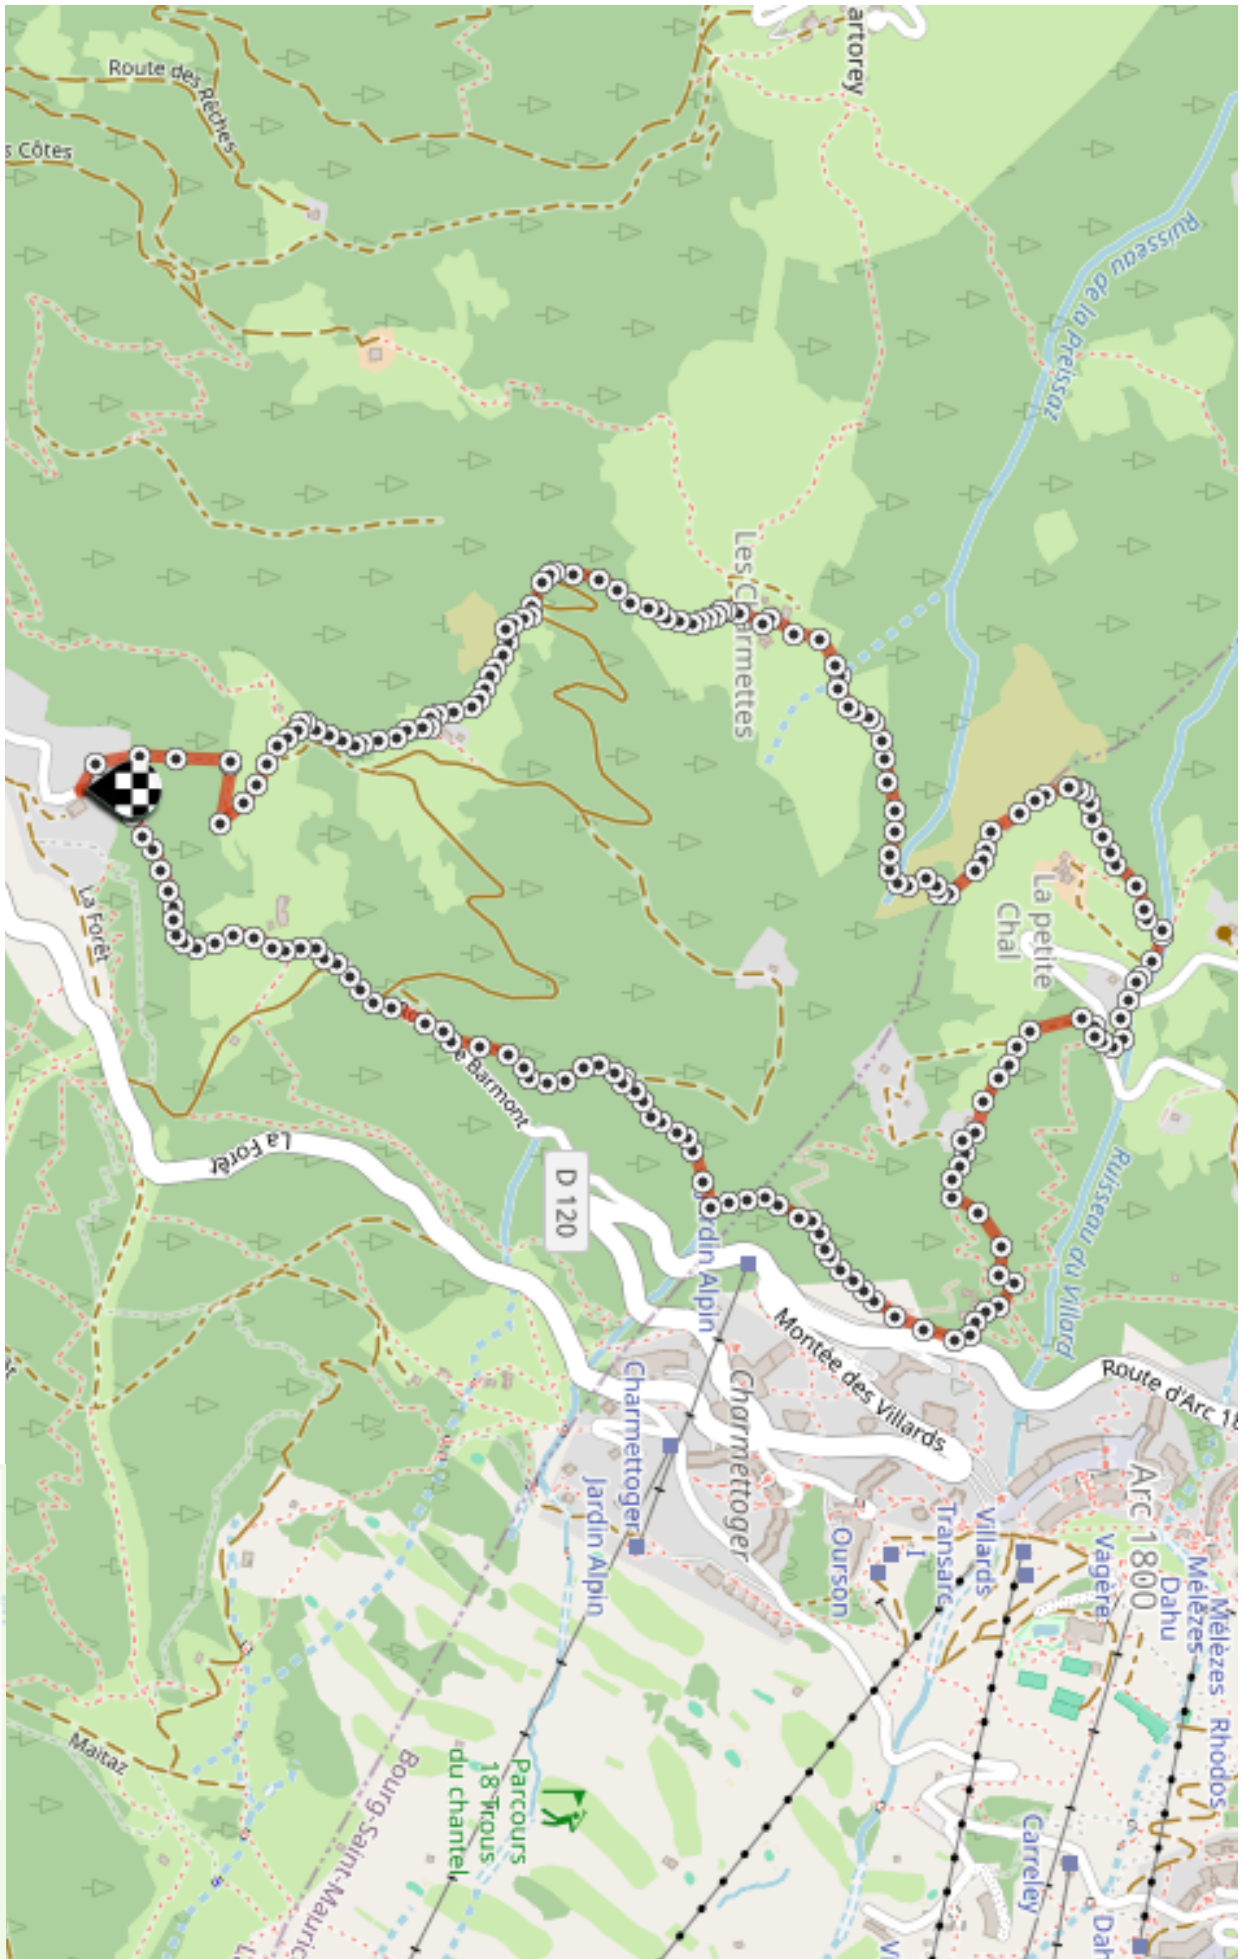 artorey
Route des Rêches
s Côtes
Ruisseau de la Preissaz
Les Charmettes
La petite
Chal
La Forêt
Barmont
La Forêt
D 120
Ruisseau du Villard
Jardin Alpin
Montée des Villards
Route d'Arc 18
Charmettoger
Charmettoger
Jardin Alpin
Arc 1800
Villards
Transarc
I
Ourson
Vagère
Mélèzes
Dahu
Mélèzes
Rhodos
Maitaz
Bourg-Saint-Mauric
Parcours
18 Trous
du chantel
Carreley
Dah
V